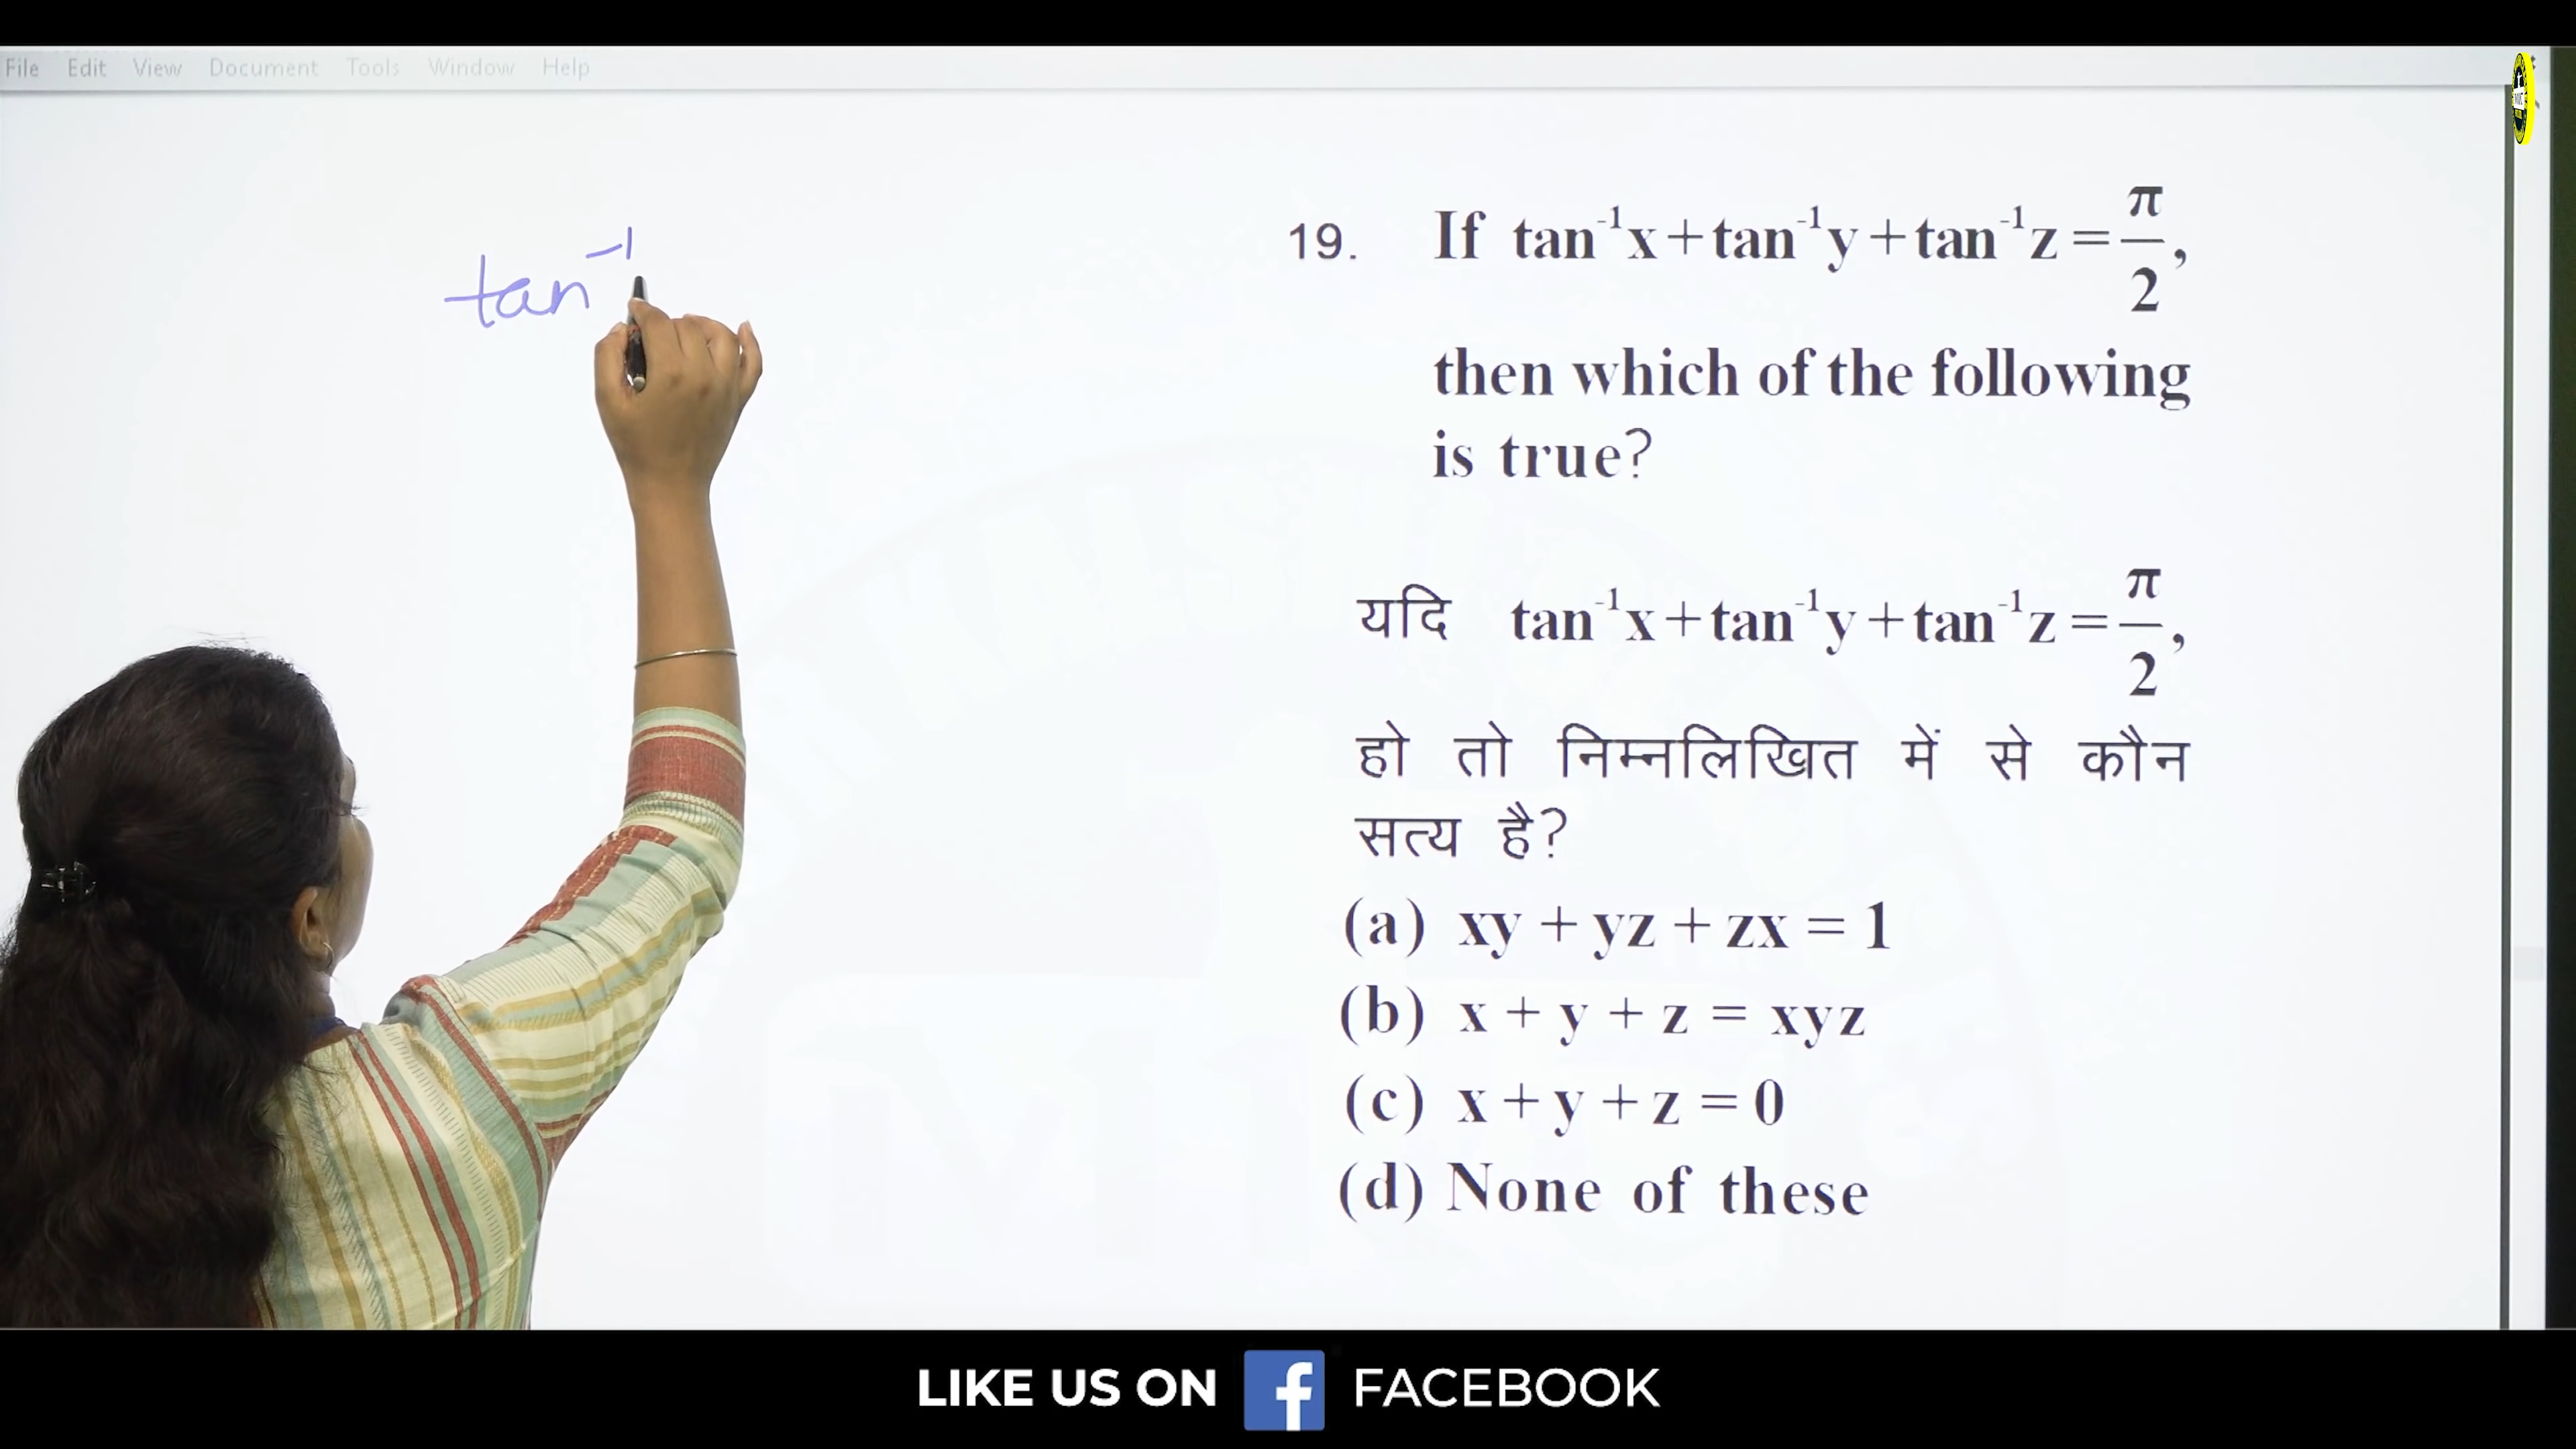 File Edit View Document Tools Window Help
tan⁻¹
19. If tan⁻¹x+tan⁻¹y+tan⁻¹z=π/2,
then which of the following
is true?
यदि tan⁻¹x+tan⁻¹y+tan⁻¹z=π/2,
हो तो निम्नलिखित में से कौन
सत्य है?
(a) xy + yz + zx = 1
(b) x + y + z = xyz
(c) x + y + z = 0
(d) None of these
LIKE US ON f FACEBOOK